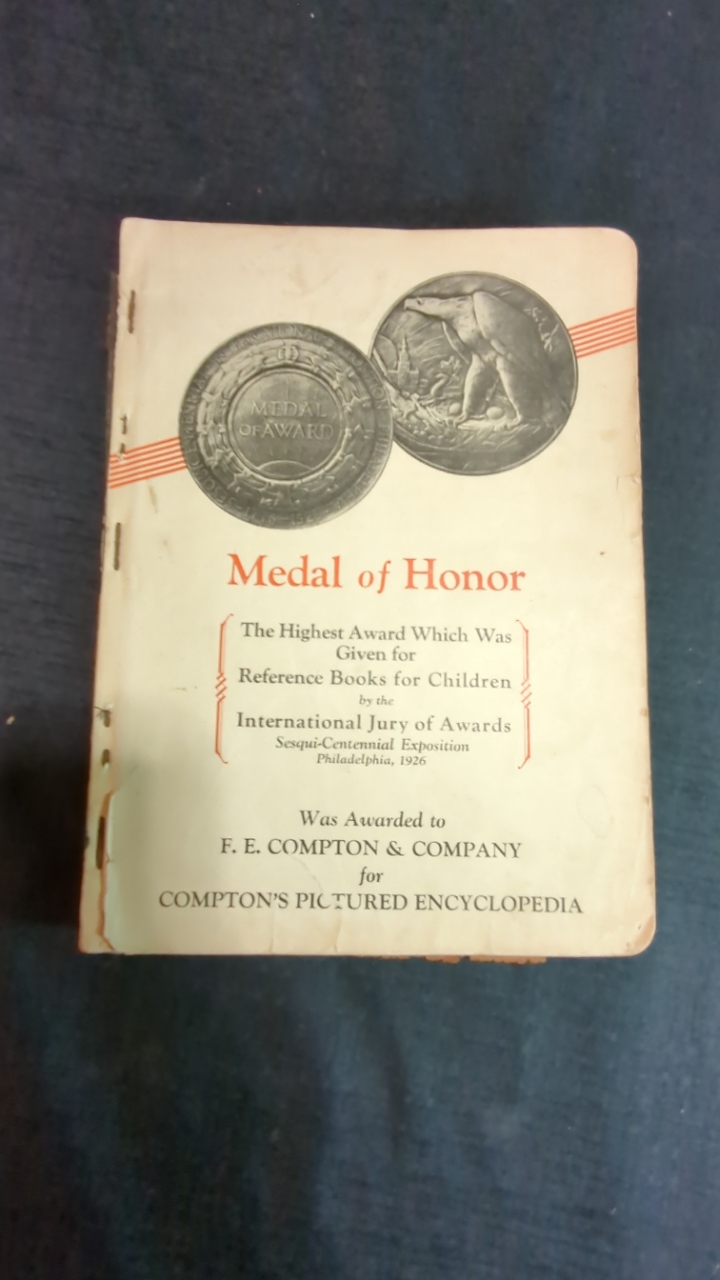 MEDAL
OF AWARD
Medal of Honor
The Highest Award Which Was
Given for
Reference Books for Children
by the
International Jury of Awards
Sesqui-Centennial Exposition
Philadelphia, 1926
Was Awarded to
F. E. COMPTON & COMPANY
for
COMPTON'S PICTURED ENCYCLOPEDIA